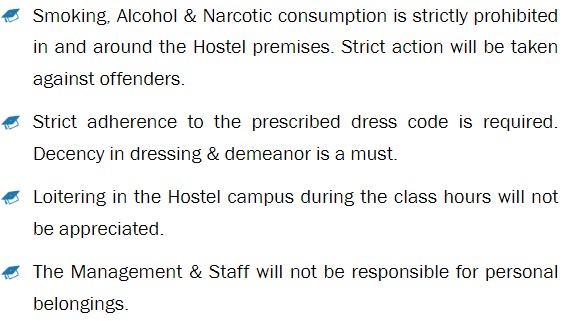 Smoking, Alcohol & Narcotic consumption is strictly prohibited
in and around the Hostel premises. Strict action will be taken
against offenders.
Strict adherence to the prescribed dress code is required.
Decency in dressing & demeanor is a must.
Loitering in the Hostel campus during the class hours will not
be appreciated.
The Management & Staff will not be responsible for personal
belongings.